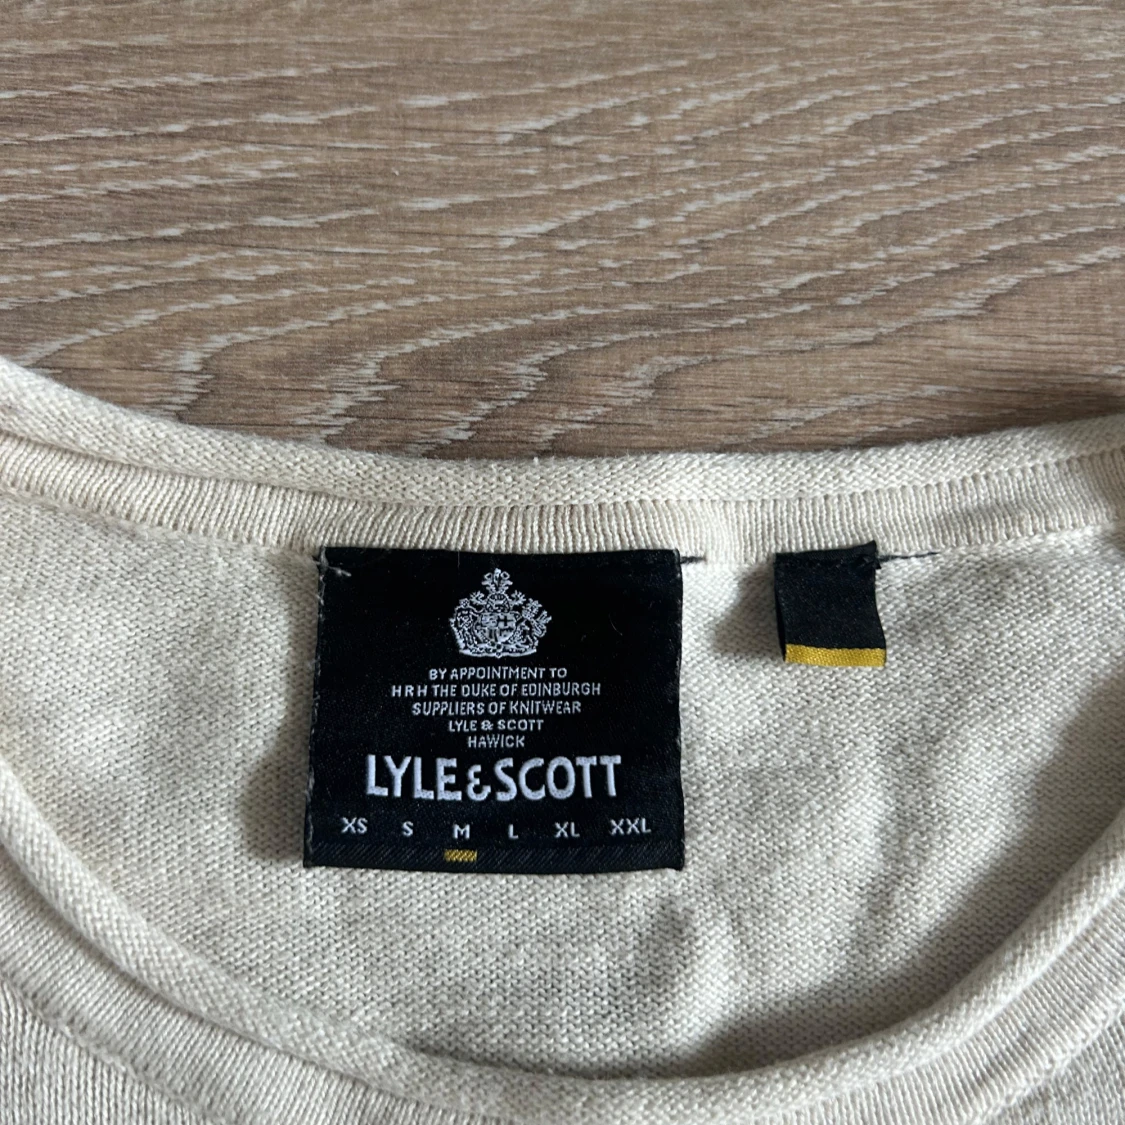 BY APPOINTMENT TO
HRH THE DUKE OF EDINBURGH
SUPPLIERS OF KNITWEAR
LYLE & SCOTT
HAWICK
LYLE & SCOTT
XS S M L XL XXL